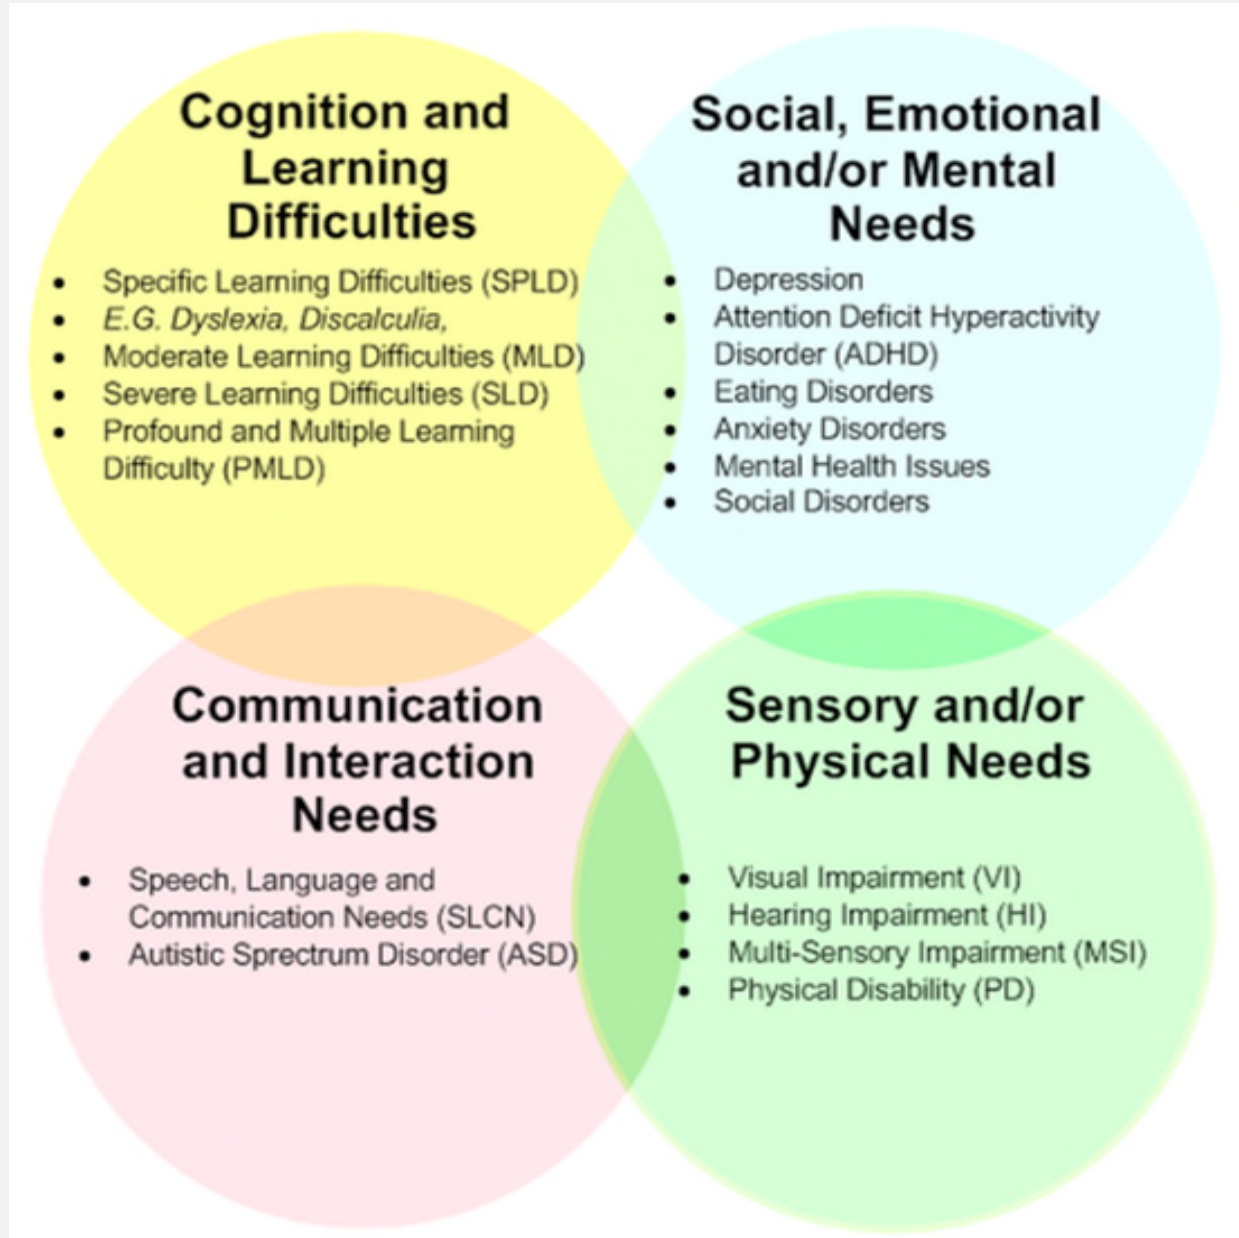 Cognition and
Learning
Difficulties
• Specific Learning Difficulties (SPLD)
• E.G. Dyslexia, Discalculia,
• Moderate Learning Difficulties (MLD)
• Severe Learning Difficulties (SLD)
• Profound and Multiple Learning
Difficulty (PMLD)
Social, Emotional
and/or Mental
Needs
• Depression
• Attention Deficit Hyperactivity
Disorder (ADHD)
• Eating Disorders
• Anxiety Disorders
• Mental Health Issues
• Social Disorders
Communication
and Interaction
Needs
• Speech, Language and
Communication Needs (SLCN)
• Autistic Sprectrum Disorder (ASD)
Sensory and/or
Physical Needs
• Visual Impairment (VI)
• Hearing Impairment (HI)
• Multi-Sensory Impairment (MSI)
• Physical Disability (PD)